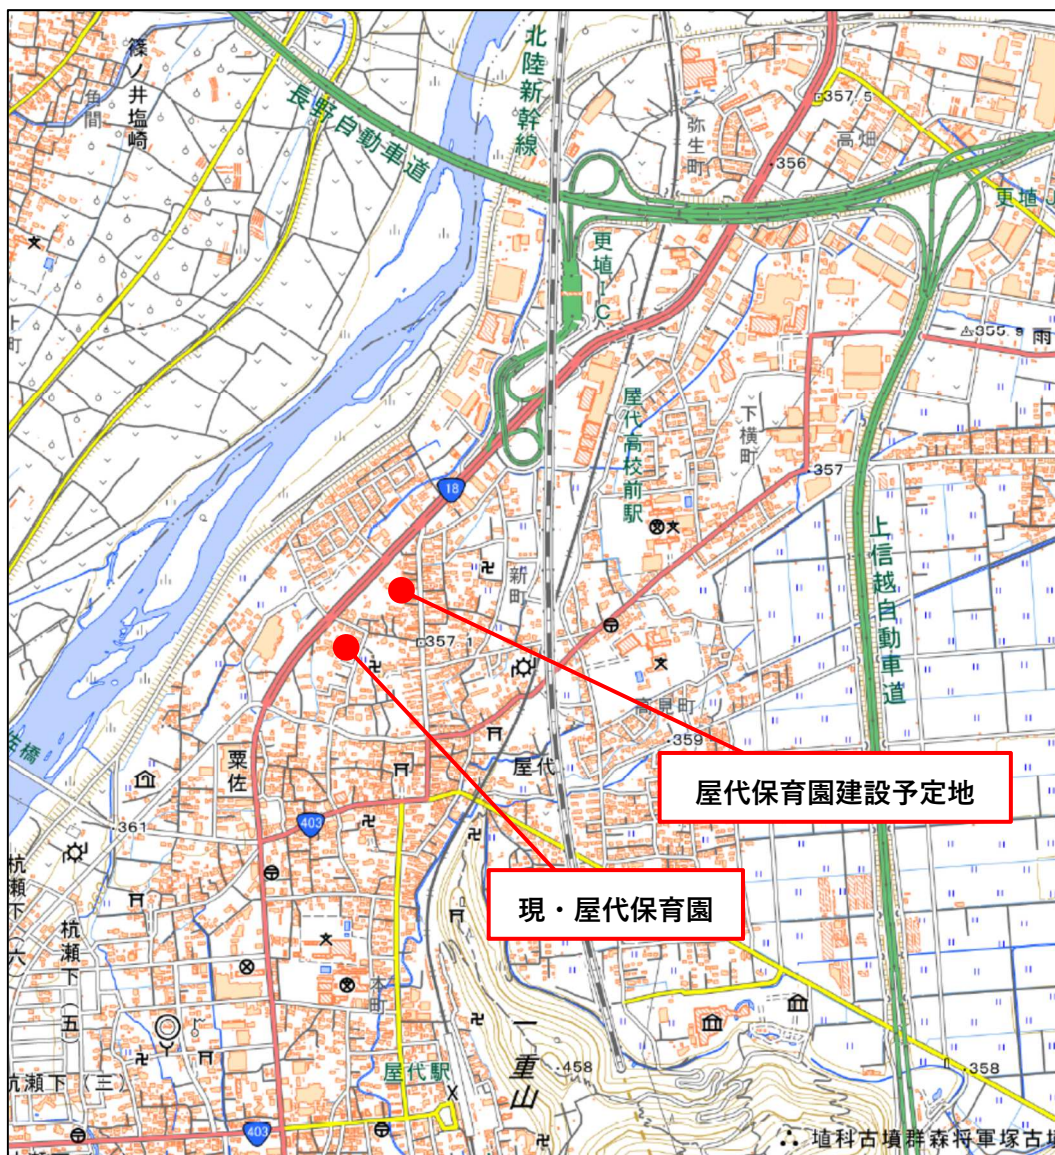 北陸新幹線
篠ノ井塩崎
角間
長野自動車道
弥生町
357.5
高畑
356
更埴J
更埴IC
355.9
雨
屋代高校前駅
下横町
357
18
上信越自動車道
新町
357.1
高見町
359
屋代
粟佐
屋代保育園建設予定地
403
361
杭瀬下六
杭瀬下(五)
現・屋代保育園
本町
一重山
458
屋代駅
杭瀬下(三)
358
403
埴科古墳群森将軍塚古墳